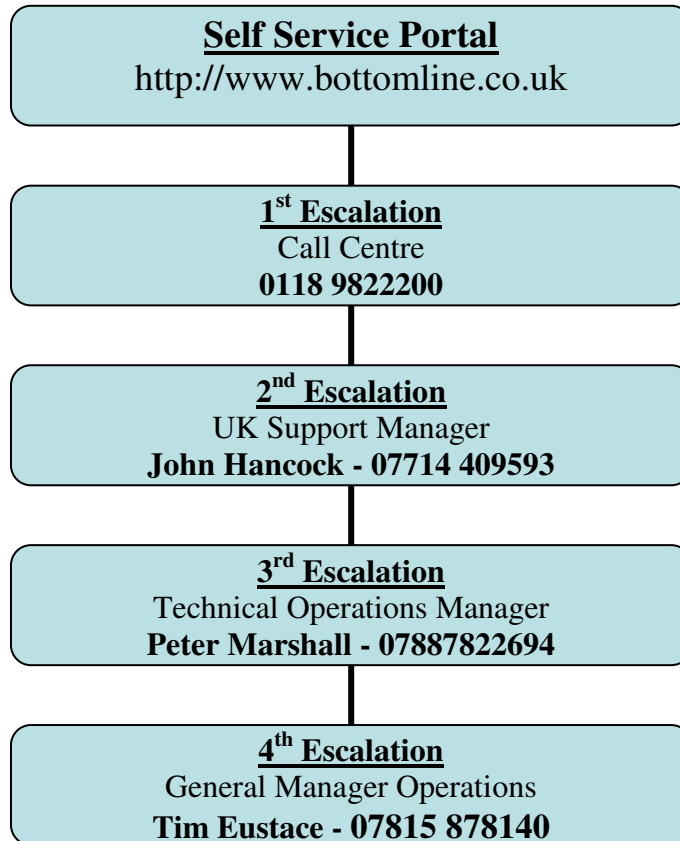 Self Service Portal
http://www.bottomline.co.uk
1st Escalation
Call Centre
0118 9822200
2nd Escalation
UK Support Manager
John Hancock - 07714 409593
3rd Escalation
Technical Operations Manager
Peter Marshall - 07887822694
4th Escalation
General Manager Operations
Tim Eustace - 07815 878140